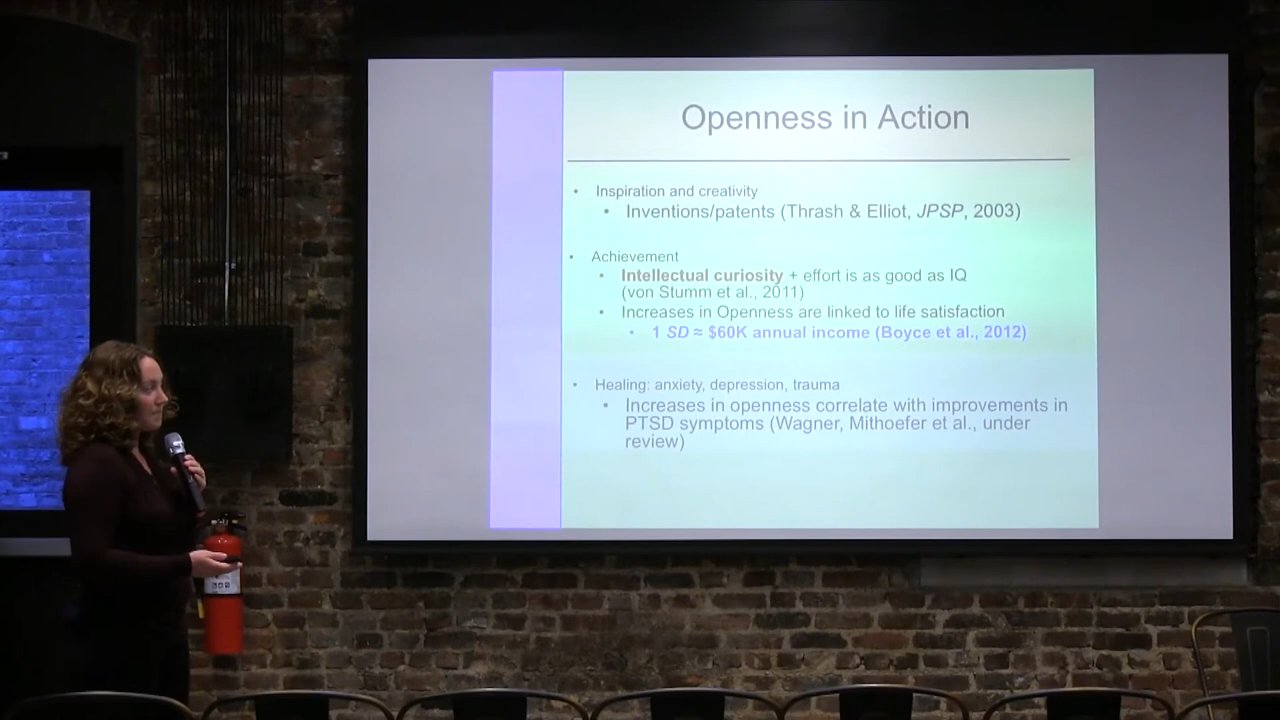 Openness in Action
• Inspiration and creativity
• Inventions/patents (Thrash & Elliot, JPSP, 2003)
• Achievement
• Intellectual curiosity + effort is as good as IQ
(von Stumm et al., 2011)
• Increases in Openness are linked to life satisfaction
• 1 SD ≈ $60K annual income (Boyce et al., 2012)
• Healing: anxiety, depression, trauma
• Increases in openness correlate with improvements in
PTSD symptoms (Wagner, Mithoefer et al., under
review)